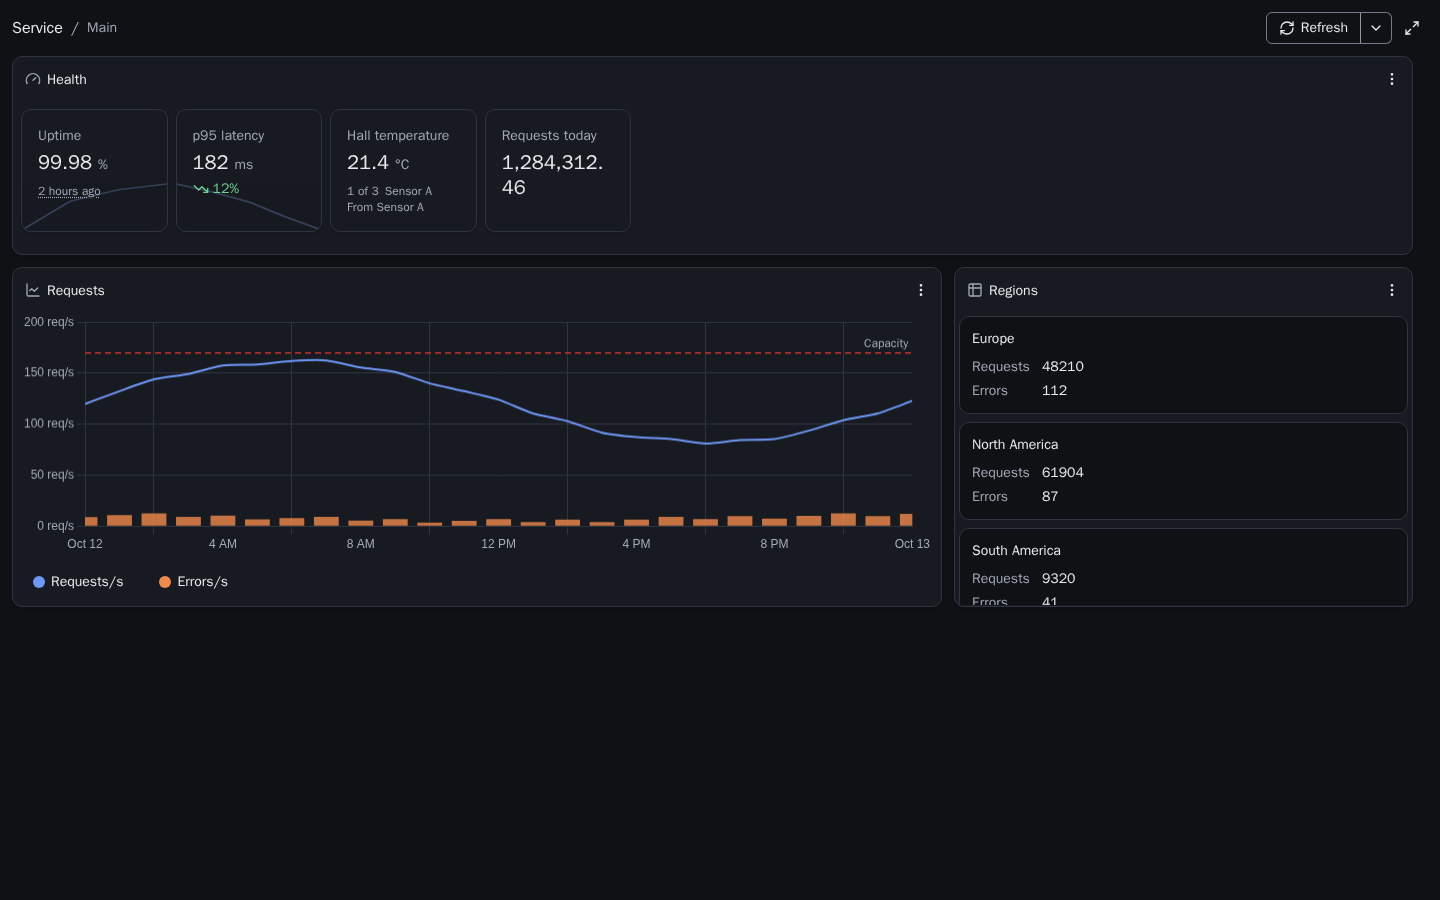 Service / Main
Refresh
Health
Uptime
99.98 %
2 hours ago
p95 latency
182 ms
12%
Hall temperature
21.4 °C
1 of 3 Sensor A
From Sensor A
Requests today
1,284,312.
46
Requests
200 req/s
150 req/s
100 req/s
50 req/s
0 req/s
Capacity
Oct 12
4 AM
8 AM
12 PM
4 PM
8 PM
Oct 13
Requests/s
Errors/s
Regions
Europe
Requests 48210
Errors 112
North America
Requests 61904
Errors 87
South America
Requests 9320
Errors 41